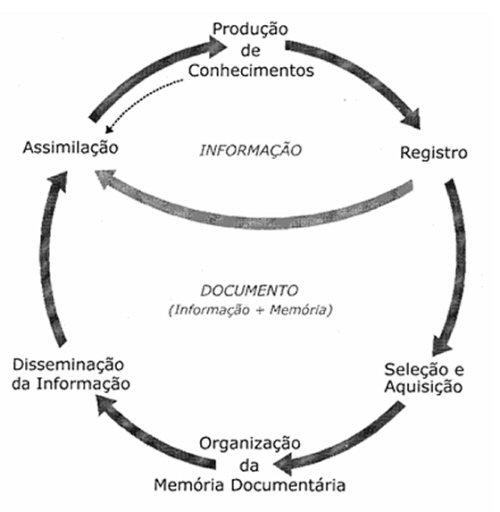 Produção
de
Conhecimentos
Assimilação
INFORMAÇÃO
Registro
DOCUMENTO
(Informação + Memória)
Disseminação
da Informação
Seleção e
Aquisição
Organização
da
Memória Documentária